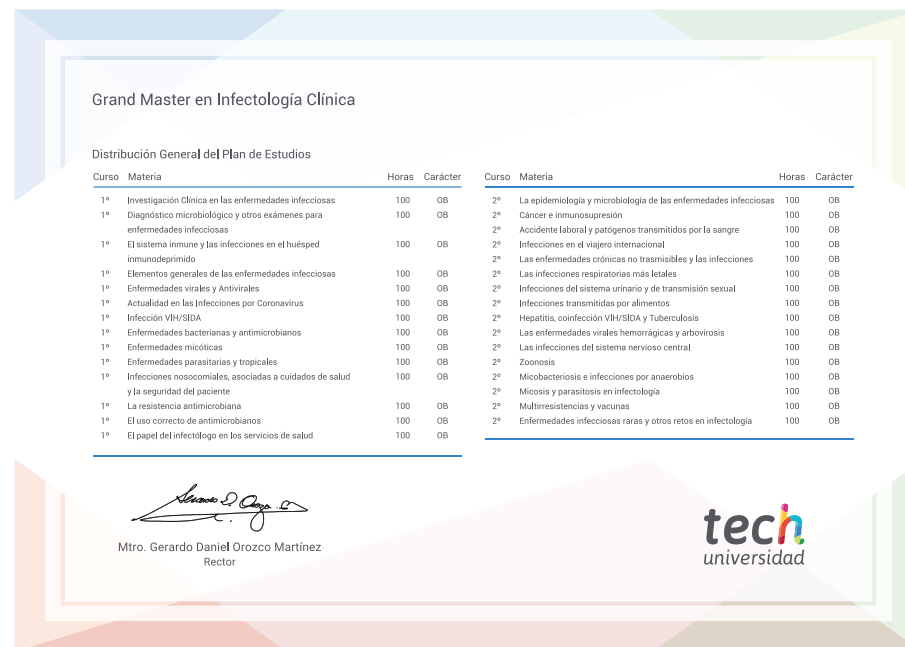 Grand Master en Infectología Clínica
Distribución General del Plan de Estudios
Curso Materia Horas Carácter
1º Investigación Clínica en las enfermedades infecciosas 100 OB
1º Diagnóstico microbiológico y otros exámenes para 100 OB
enfermedades infecciosas
1º El sistema inmune y las infecciones en el huésped 100 OB
inmunodeprimido
1º Elementos generales de las enfermedades infecciosas 100 OB
1º Enfermedades virales y Antivirales 100 OB
1º Actualidad en las Infecciones por Coronavirus 100 OB
1º Infección VIH/SIDA 100 OB
1º Enfermedades bacterianas y antimicrobianos 100 OB
1º Enfermedades micóticas 100 OB
1º Enfermedades parasitarias y tropicales 100 OB
1º Infecciones nosocomiales, asociadas a cuidados de salud 100 OB
y la seguridad del paciente
1º La resistencia antimicrobiana 100 OB
1º El uso correcto de antimicrobianos 100 OB
1º El papel del infectólogo en los servicios de salud 100 OB
Curso Materia Horas Carácter
2º La epidemiología y microbiología de las enfermedades infecciosas 100 OB
2º Cáncer e inmunosupresión 100 OB
2º Accidente laboral y patógenos transmitidos por la sangre 100 OB
2º Infecciones en el viajero internacional 100 OB
2º Las enfermedades crónicas no trasmisibles y las infecciones 100 OB
2º Las infecciones respiratorias más letales 100 OB
2º Infecciones del sistema urinario y de transmisión sexual 100 OB
2º Infecciones transmitidas por alimentos 100 OB
2º Hepatitis, coinfección VIH/SIDA y Tuberculosis 100 OB
2º Las enfermedades virales hemorrágicas y arbovirosis 100 OB
2º Las infecciones del sistema nervioso central 100 OB
2º Zoonosis 100 OB
2º Micobacteriosis e infecciones por anaerobios 100 OB
2º Micosis y parasitosis en infectología 100 OB
2º Multirresistencias y vacunas 100 OB
2º Enfermedades infecciosas raras y otros retos en infectología 100 OB
Mtro. Gerardo Daniel Orozco Martínez
Rector
tech
universidad